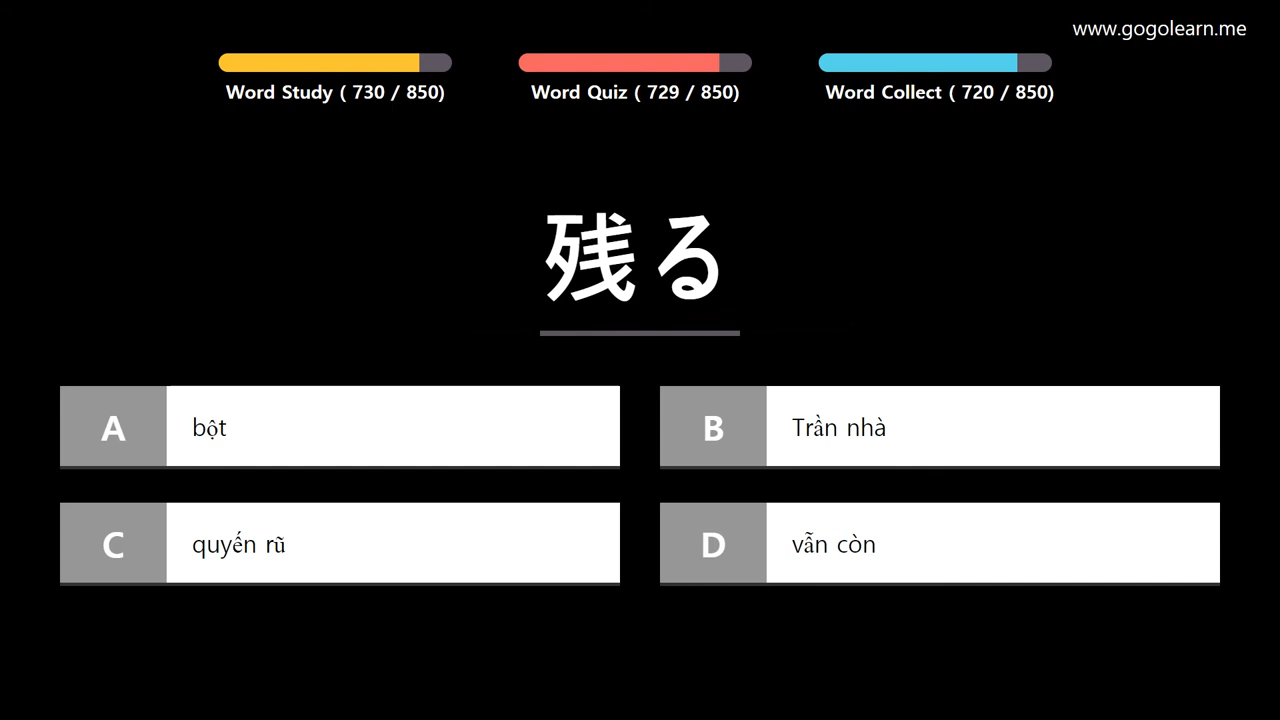 www.gogolearn.me
Word Study ( 730 / 850)
Word Quiz ( 729 / 850)
Word Collect ( 720 / 850)
残る
A bột
B Trần nhà
C quyến rũ
D vẫn còn